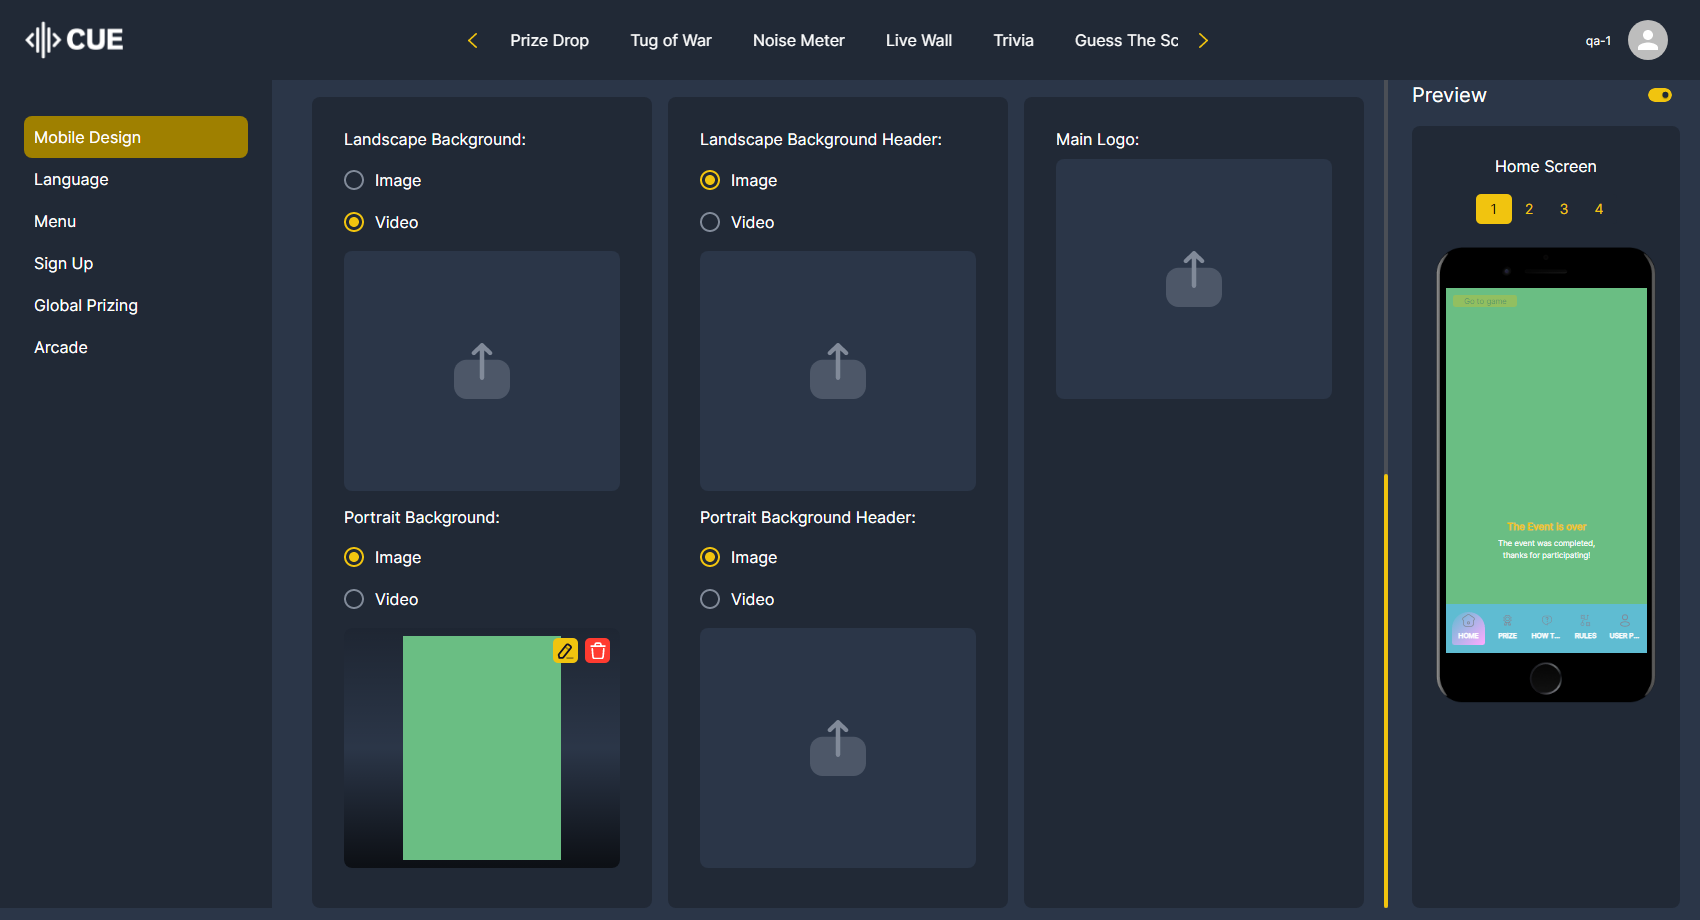 CUE
Prize Drop
Tug of War
Noise Meter
Live Wall
Trivia
Guess The Sc
qa-1
Mobile Design
Language
Menu
Sign Up
Global Prizing
Arcade
Landscape Background:
Image
Video
Portrait Background:
Image
Video
Landscape Background Header:
Image
Video
Portrait Background Header:
Image
Video
Main Logo:
Preview
Home Screen
1 2 3 4
Go to game
The Event is over
The event was completed,
thanks for participating!
HOME PRIZE HOW T... RULES USER P...